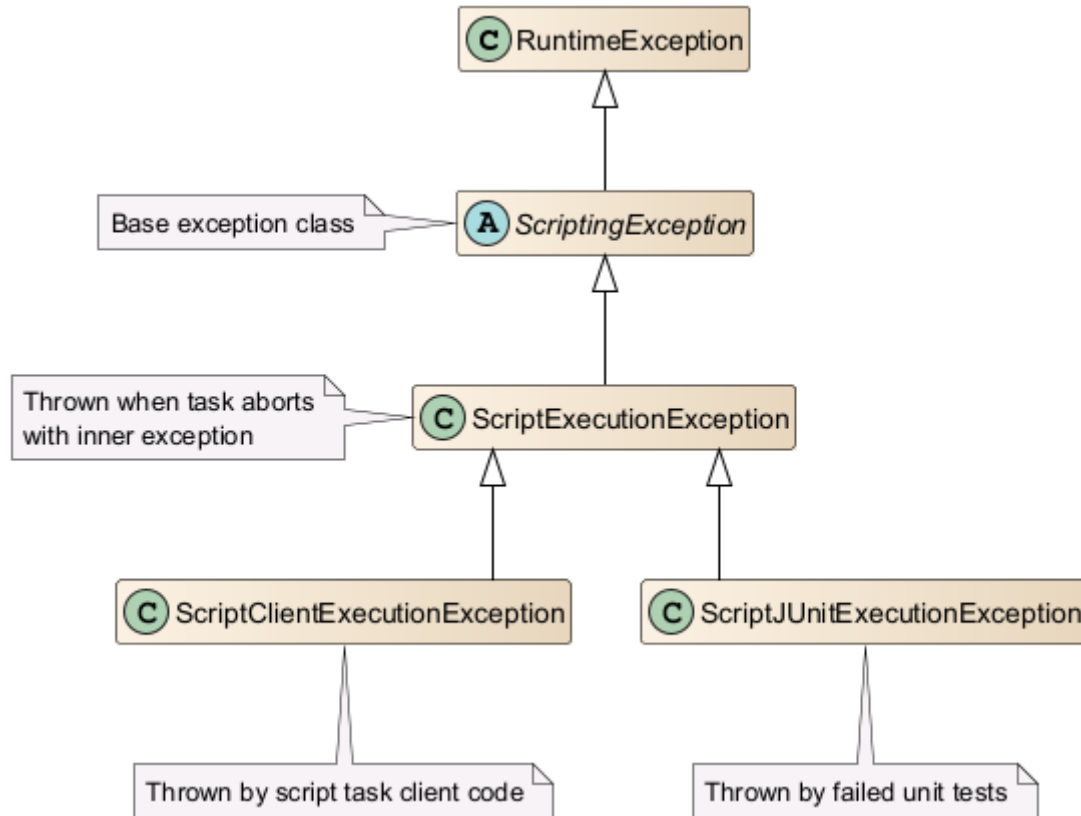 C RuntimeException
Base exception class
A ScriptingException
Thrown when task aborts
with inner exception
C ScriptExecutionException
C ScriptClientExecutionException
C ScriptJUnitExecutionException
Thrown by script task client code
Thrown by failed unit tests